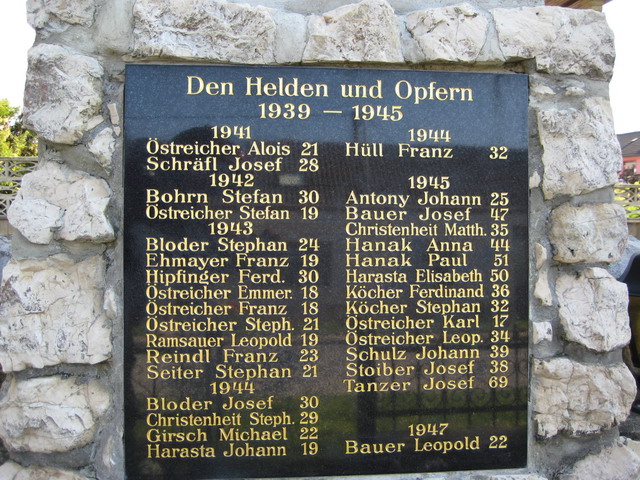 Den Helden und Opfern
1939 — 1945
1941
Östreicher Alois 21
Schräfl Josef 28
1942
Bohrn Stefan 30
Östreicher Stefan 19
1943
Bloder Stephan 24
Ehmayer Franz 19
Hipfinger Ferd. 30
Östreicher Emmer. 18
Östreicher Franz 18
Östreicher Steph. 21
Ramsauer Leopold 19
Reindl Franz 23
Seiter Stephan 21
1944
Bloder Josef 30
Christenheit Steph. 29
Girsch Michael 22
Harasta Johann 19
1944
Hüll Franz 32
1945
Antony Johann 25
Bauer Josef 47
Christenheit Matth. 35
Hanak Anna 44
Hanak Paul 51
Harasta Elisabeth 50
Köcher Ferdinand 36
Köcher Stephan 32
Östreicher Karl 17
Östreicher Leop. 34
Schulz Johann 39
Stoiber Josef 38
Tanzer Josef 69
1947
Bauer Leopold 22